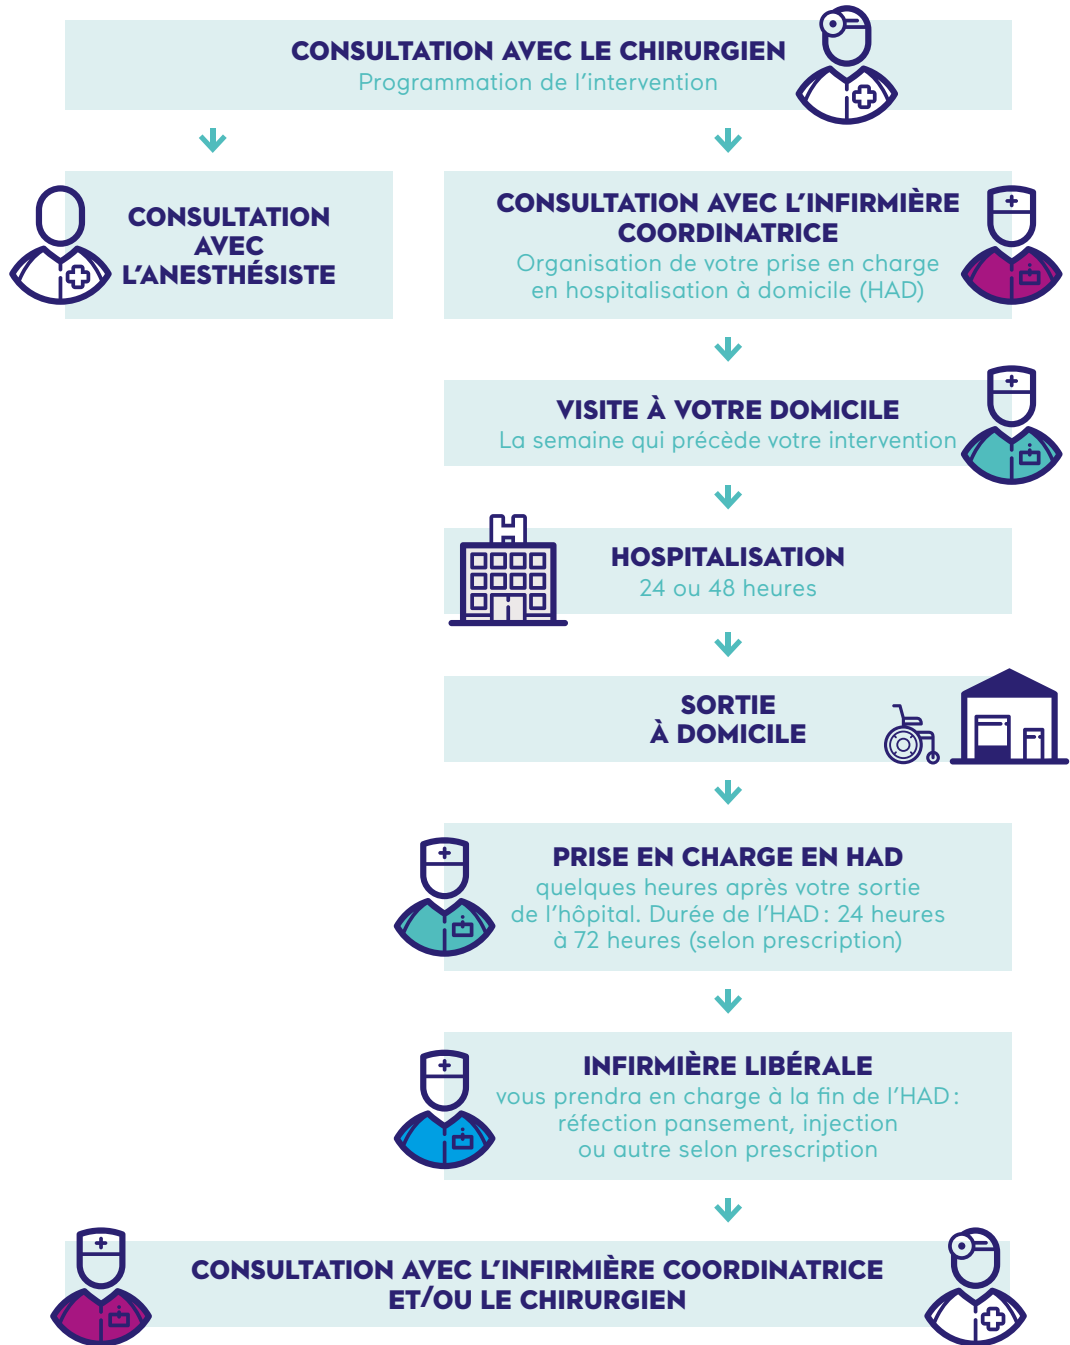 CONSULTATION AVEC LE CHIRURGIEN
Programmation de l'intervention
CONSULTATION
AVEC
L'ANESTHÉSISTE
CONSULTATION AVEC L'INFIRMIÈRE
COORDINATRICE
Organisation de votre prise en charge
en hospitalisation à domicile (HAD)
VISITE À VOTRE DOMICILE
La semaine qui précède votre intervention
HOSPITALISATION
24 ou 48 heures
SORTIE
À DOMICILE
PRISE EN CHARGE EN HAD
quelques heures après votre sortie
de l'hôpital. Durée de l'HAD : 24 heures
à 72 heures (selon prescription)
INFIRMIÈRE LIBÉRALE
vous prendra en charge à la fin de l'HAD :
réfection pansement, injection
ou autre selon prescription
CONSULTATION AVEC L'INFIRMIÈRE COORDINATRICE
ET/OU LE CHIRURGIEN